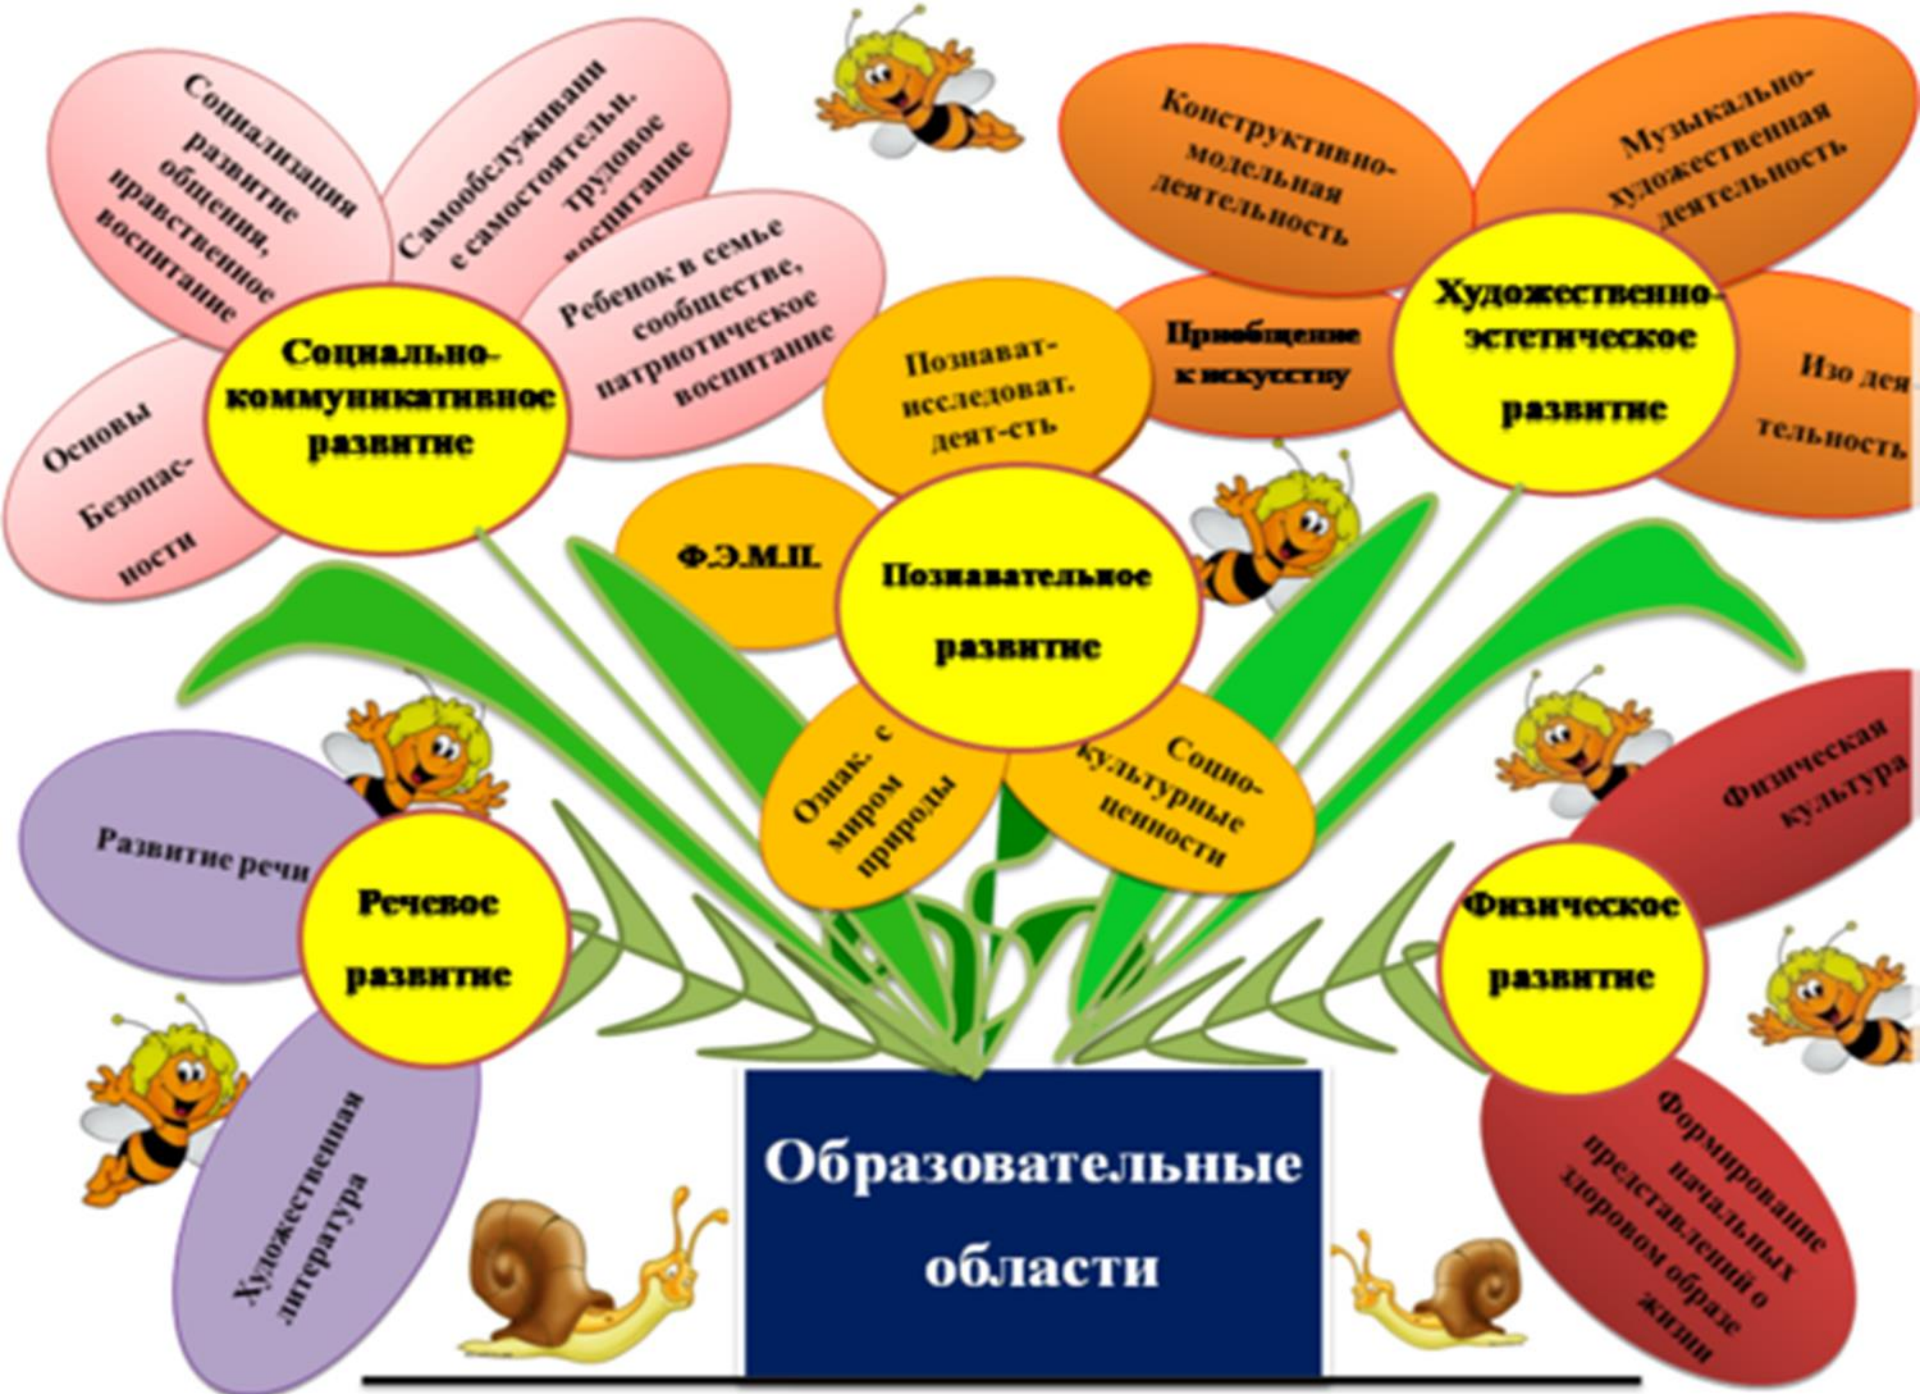 Социализация
развитие
общения,
нравственное
воспитание
Самообслуживани
е самостоятельн.
трудовое
воспитание
Ребенок в семье
сообществе,
патриотическое
воспитание
Основы
Безопас-
ности
Социально-
коммуникативное
развитие
Конструктивно-
модельная
деятельность
Музыкально-
художественная
деятельность
Приобщение
к искусству
Изо дея
тельность
Художественно-
эстетическое
развитие
Познават-
исследоват.
деят-сть
Ф.Э.М.П.
Познавательное
развитие
Ознак. с
миром
природы
Социо-
культурные
ценности
Развитие речи
Речевое
развитие
Художественная
литература
Физическая
культура
Физическое
развитие
Формирование
начальных
представлений о
здоровом образе
жизни
Образовательные
области